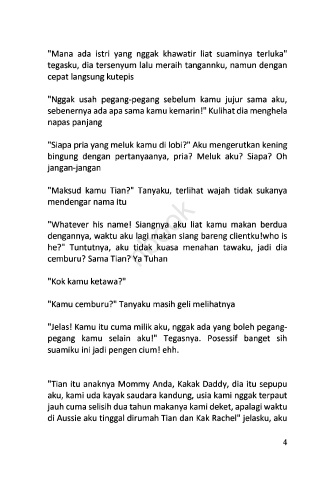 "Mana ada istri yang nggak khawatir liat suaminya terluka"
tegasku, dia tersenyum lalu meraih tangannku, namun dengan
cepat langsung kutepis
"Nggak usah pegang-pegang sebelum kamu jujur sama aku,
sebenernya ada apa sama kamu kemarin!" Kulihat dia menghela
napas panjang
"Siapa pria yang meluk kamu di lobi?" Aku mengerutkan kening
bingung dengan pertanyaanya, pria? Meluk aku? Siapa? Oh
jangan-jangan
"Maksud kamu Tian?" Tanyaku, terlihat wajah tidak sukanya
mendengar nama itu
"Whatever his name! Siangnya aku liat kamu makan berdua
dengannya, waktu aku lagi makan siang bareng clientku!who is
he?" Tuntutnya, aku tidak kuasa menahan tawaku, jadi dia
cemburu? Sama Tian? Ya Tuhan
"Kok kamu ketawa?"
"Kamu cemburu?" Tanyaku masih geli melihatnya
"Jelas! Kamu itu cuma milik aku, nggak ada yang boleh pegang-
pegang kamu selain aku!" Tegasnya. Posessif banget sih
suamiku ini jadi pengen cium! ehh.
"Tian itu anaknya Mommy Anda, Kakak Daddy, dia itu sepupu
aku, kami uda kayak saudara kandung, usia kami nggak terpaut
jauh cuma selisih dua tahun makanya kami deket, apalagi waktu
di Aussie aku tinggal dirumah Tian dan Kak Rachel" jelasku, aku
4